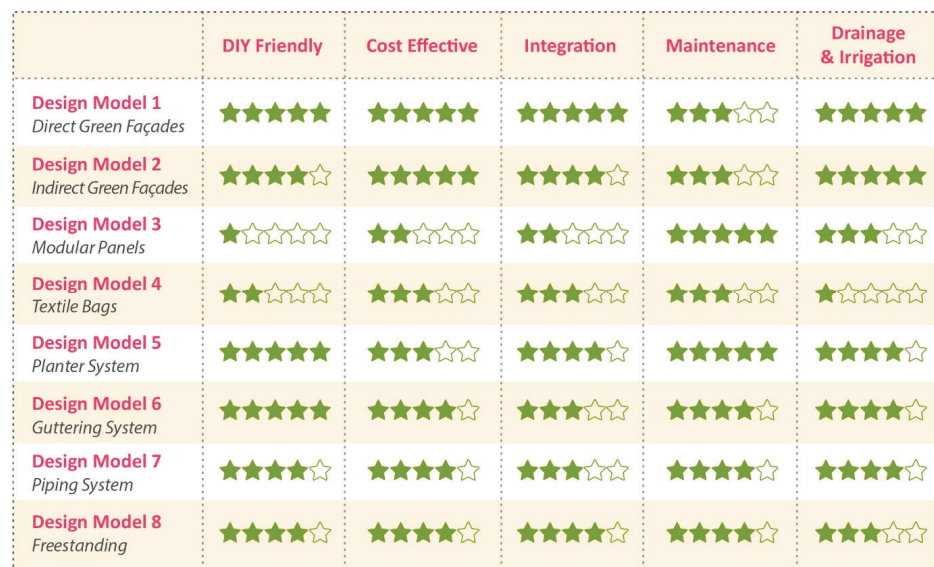 DIY Friendly
Cost Effective
Integration
Maintenance
Drainage
& Irrigation
Design Model 1
Direct Green Façades
Design Model 2
Indirect Green Façades
Design Model 3
Modular Panels
Design Model 4
Textile Bags
Design Model 5
Planter System
Design Model 6
Guttering System
Design Model 7
Piping System
Design Model 8
Freestanding